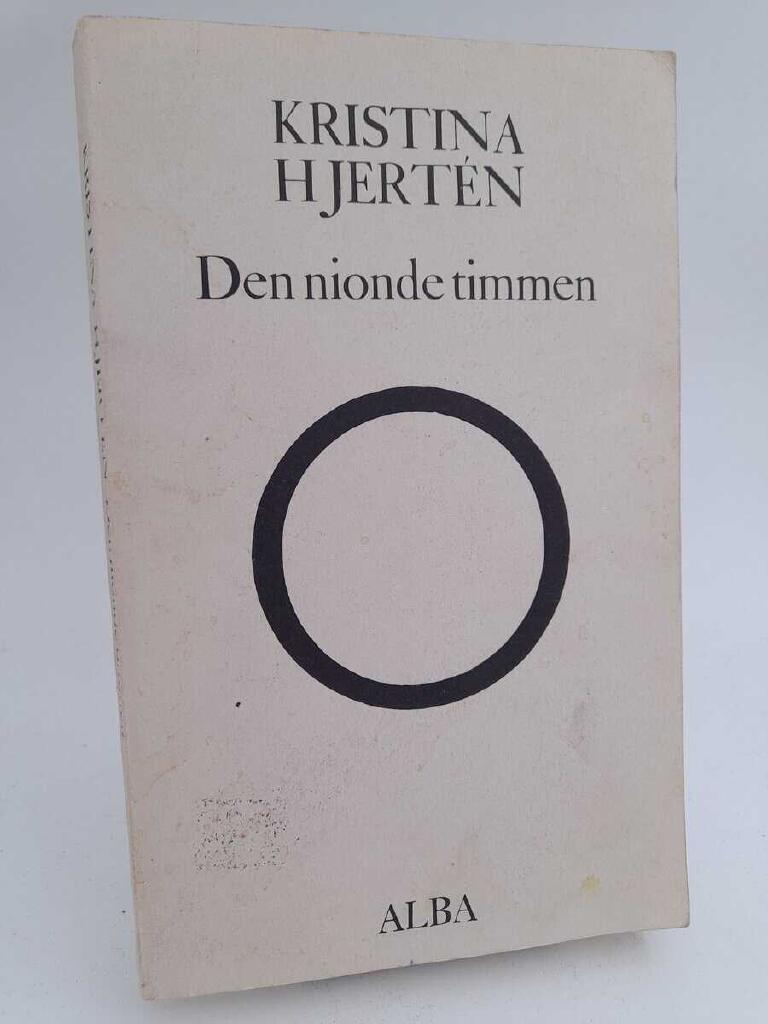 KRISTINA
HJERTÉN
Den nionde timmen
ALBA